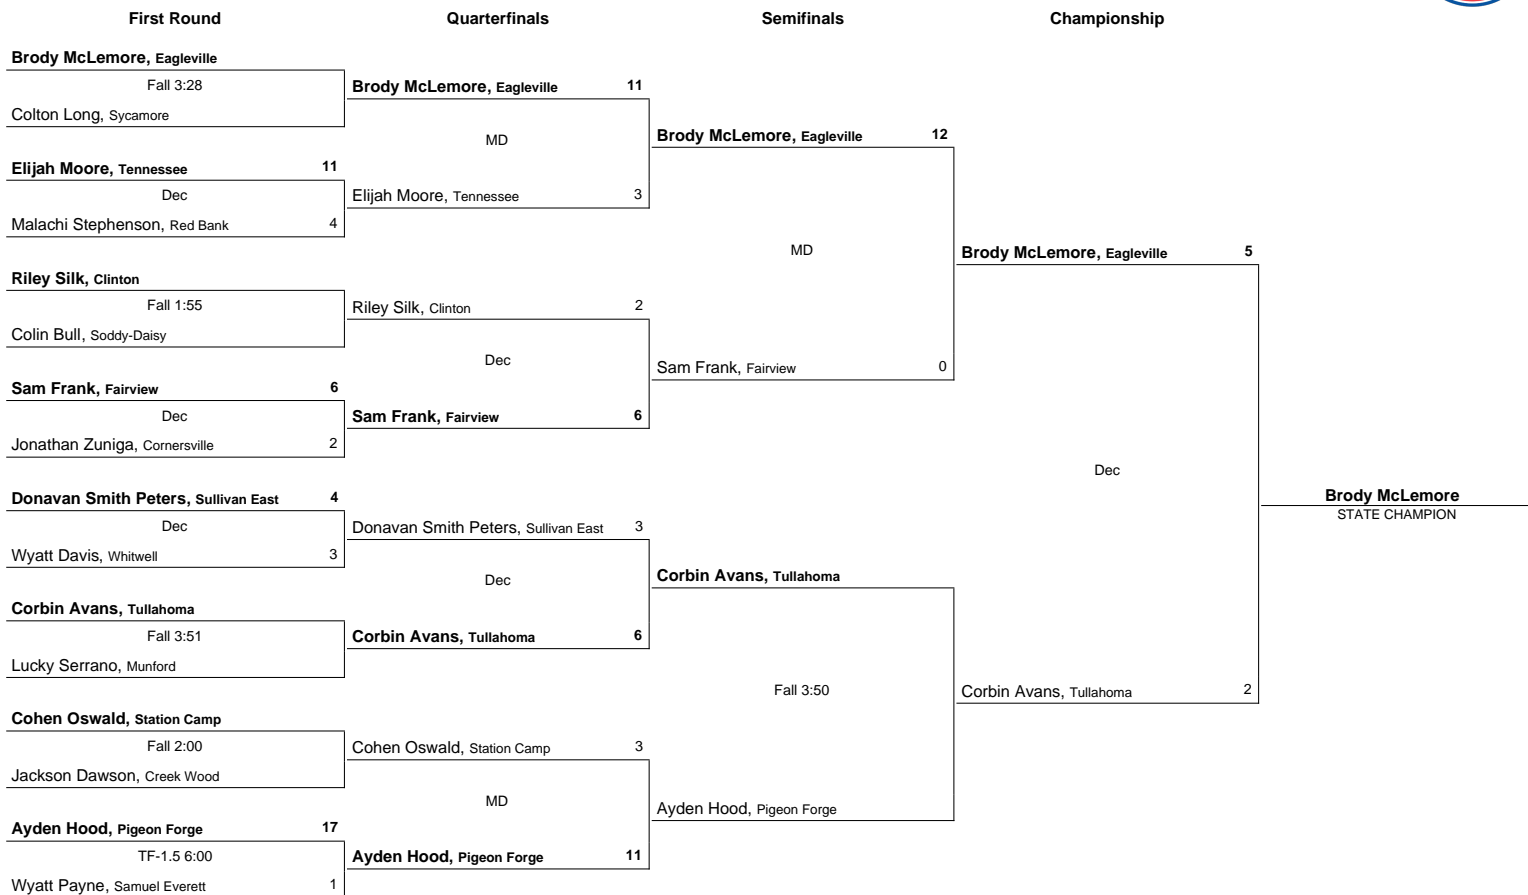 First Round Quarterfinals Semifinals Championship
Brody McLemore, Eagleville
Fall 3:28
Colton Long, Sycamore
Elijah Moore, Tennessee 11
Dec
Malachi Stephenson, Red Bank 4
Riley Silk, Clinton
Fall 1:55
Colin Bull, Soddy-Daisy
Sam Frank, Fairview 6
Dec
Jonathan Zuniga, Cornersville 2
Donavan Smith Peters, Sullivan East 4
Dec
Wyatt Davis, Whitwell 3
Corbin Avans, Tullahoma
Fall 3:51
Lucky Serrano, Munford
Cohen Oswald, Station Camp
Fall 2:00
Jackson Dawson, Creek Wood
Ayden Hood, Pigeon Forge 17
TF-1.5 6:00
Wyatt Payne, Samuel Everett 1
Brody McLemore, Eagleville 11
MD
Elijah Moore, Tennessee 3
Riley Silk, Clinton 2
Dec
Sam Frank, Fairview 6
Donavan Smith Peters, Sullivan East 3
Dec
Corbin Avans, Tullahoma 6
Cohen Oswald, Station Camp 3
MD
Ayden Hood, Pigeon Forge 11
Brody McLemore, Eagleville 12
MD
Sam Frank, Fairview 0
Corbin Avans, Tullahoma
Fall 3:50
Ayden Hood, Pigeon Forge
Brody McLemore, Eagleville 5
Dec
Corbin Avans, Tullahoma 2
Brody McLemore
STATE CHAMPION